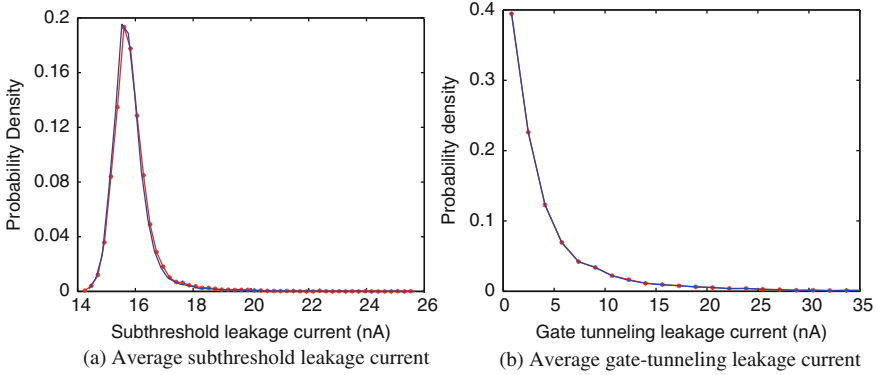 Probability Density
0.2
0.16
0.12
0.08
0.04
0
14 16 18 20 22 24 26
Subthreshold leakage current (nA)
(a) Average subthreshold leakage current
Probability density
0.4
0.3
0.2
0.1
0
0 5 10 15 20 25 30 35
Gate tunneling leakage current (nA)
(b) Average gate-tunneling leakage current